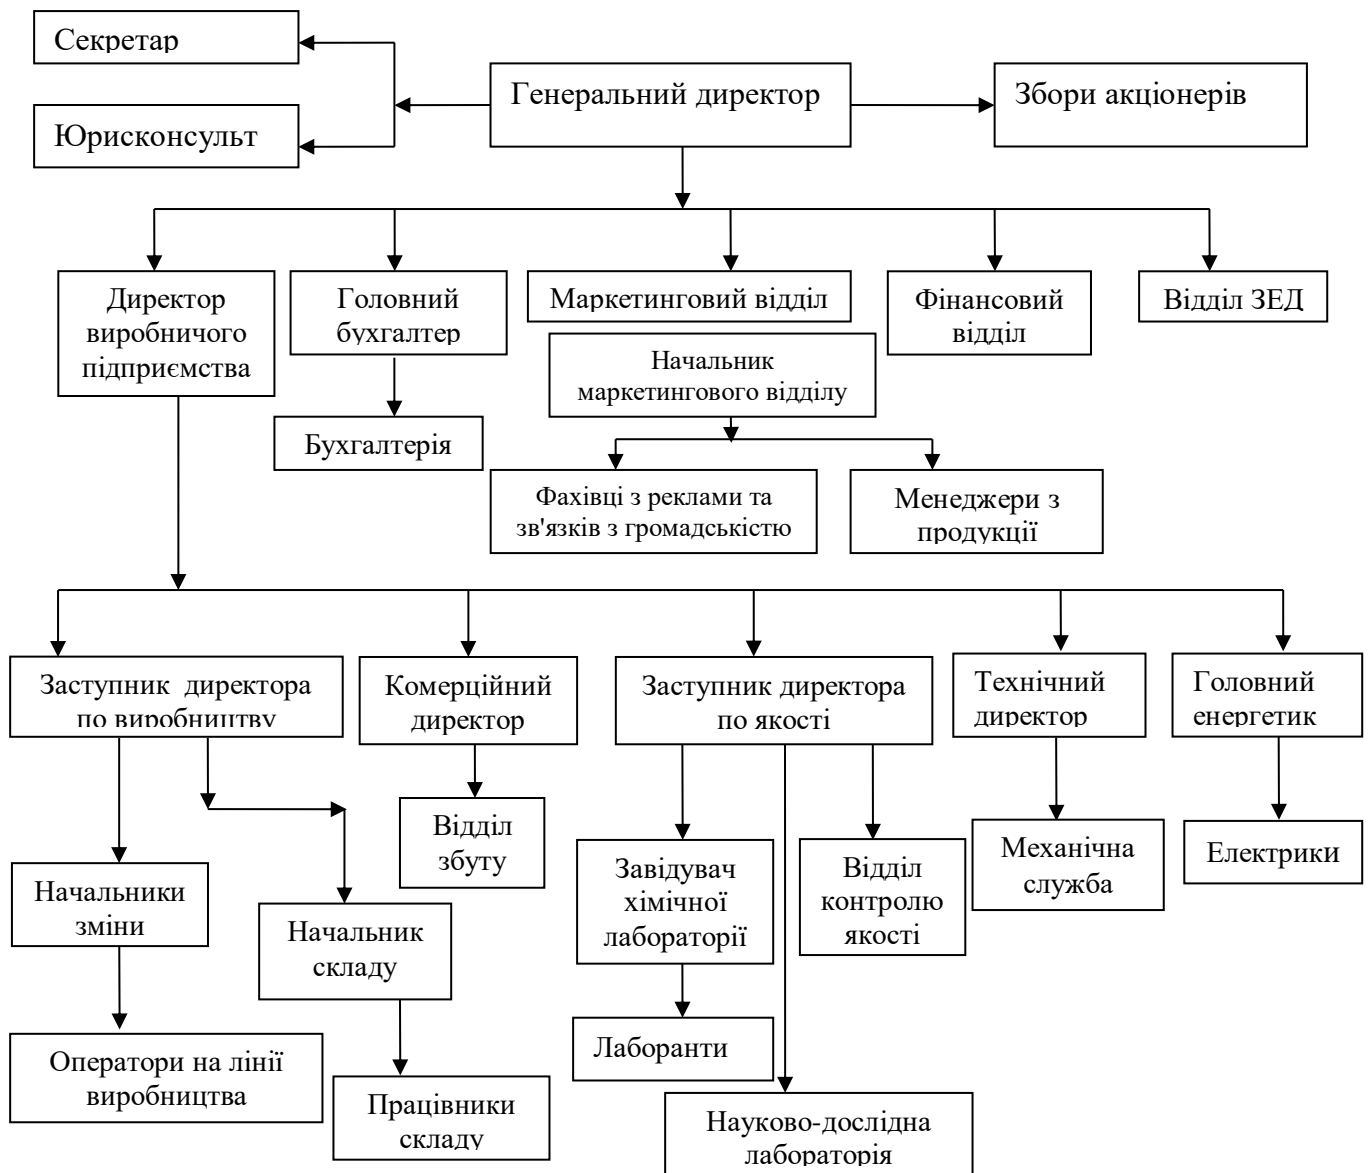 Секретар
Генеральний директор
Збори акціонерів
Юрисконсульт
Директор
виробничого
підприємства
Головний
бухгалтер
Маркетинговий відділ
Фінансовий
відділ
Відділ ЗЕД
Начальник
маркетингового відділу
Бухгалтерія
Фахівці з реклами та
зв'язків з громадськістю
Менеджери з
продукції
Заступник директора
по виробництву
Комерційний
директор
Заступник директора
по якості
Технічний
директор
Головний
енергетик
Відділ
збуту
Начальники
зміни
Начальник
складу
Завідувач
хімічної
лабораторії
Відділ
контролю
якості
Механічна
служба
Електрики
Оператори на лінії
виробництва
Працівники
складу
Лаборанти
Науково-дослідна
лабораторія